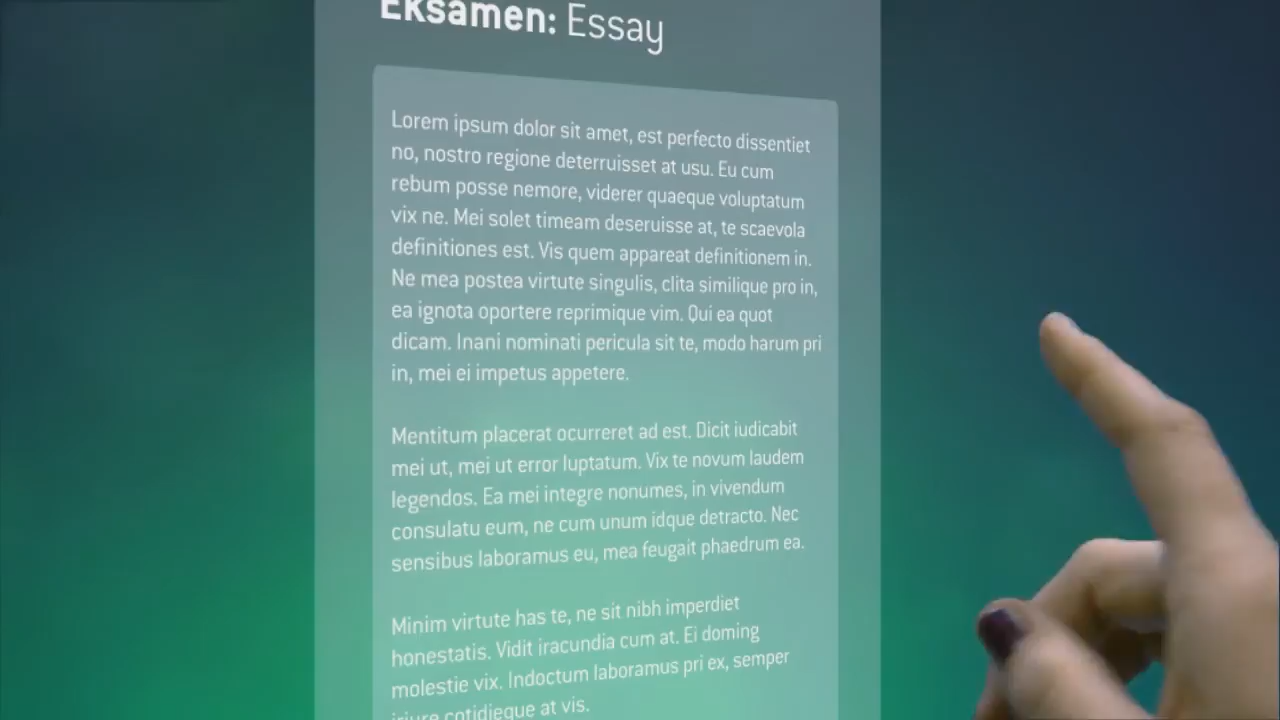 Eksamen: Essay
Lorem ipsum dolor sit amet, est perfecto dissentiet
no, nostro regione deterruisset at usu. Eu cum
rebum posse nemore, viderer quaeque voluptatum
vix ne. Mei solet timeam deseruisse at, te scaevola
definitiones est. Vis quem appareat definitionem in.
Ne mea postea virtute singulis, clita similique pro in,
ea ignota oportere reprimique vim. Qui ea quot
dicam. Inani nominati pericula sit te, modo harum pri
in, mei ei impetus appetere.
Mentitum placerat ocurreret ad est. Dicit iudicabit
mei ut, mei ut error luptatum. Vix te novum laudem
legendos. Ea mei integre nonumes, in vivendum
consulatu eum, ne cum unum idque detracto. Nec
sensibus laboramus eu, mea feugait phaedrum ea.
Minim virtute has te, ne sit nibh imperdiet
honestatis. Vidit iracundia cum at. Ei doming
molestie vix. Indoctum laboramus pri ex, semper
iriure cotidieque at vis.